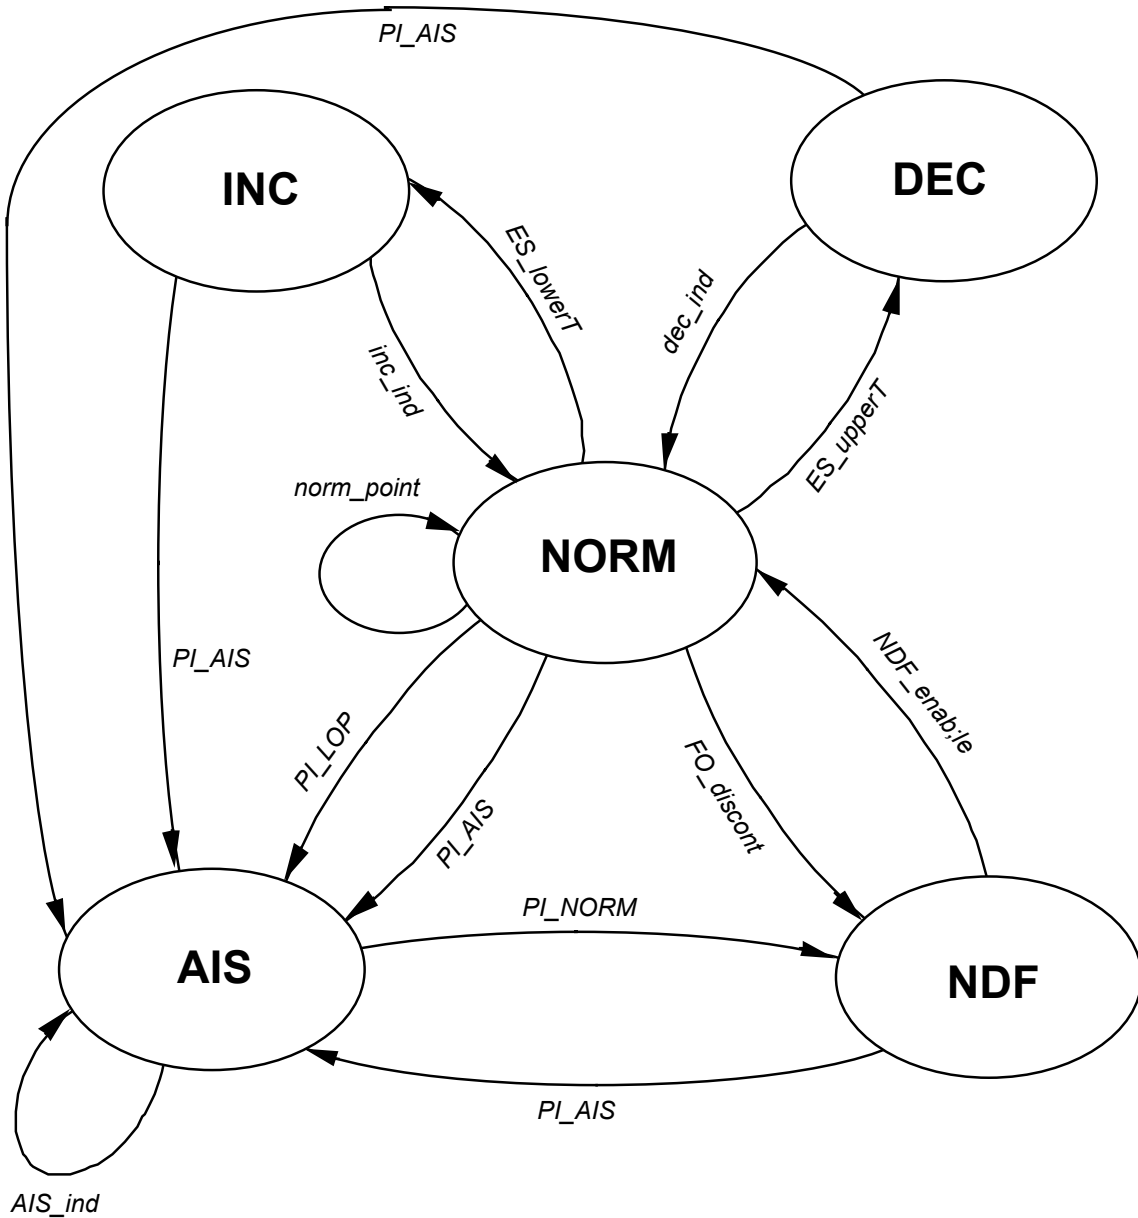 PI_AIS
INC
DEC
ES_lowerT
dec_ind
inc_ind
ES_upperT
norm_point
NORM
PI_AIS
NDF_enab;le
PI_LOP
FO_discont
PI_AIS
PI_NORM
AIS
NDF
PI_AIS
AIS_ind